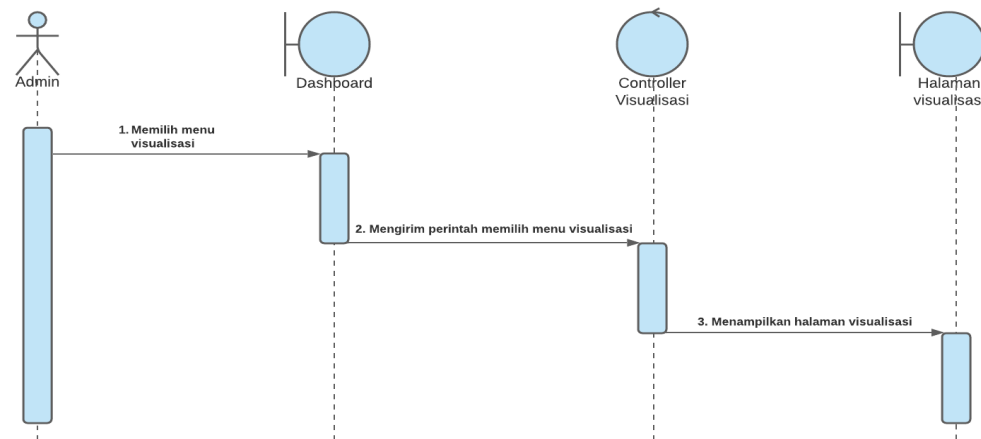 Admin
Dashboard
Controller
Visualisasi
Halaman
visualisasi
1. Memilih menu
visualisasi
2. Mengirim perintah memilih menu visualisasi
3. Menampilkan halaman visualisasi